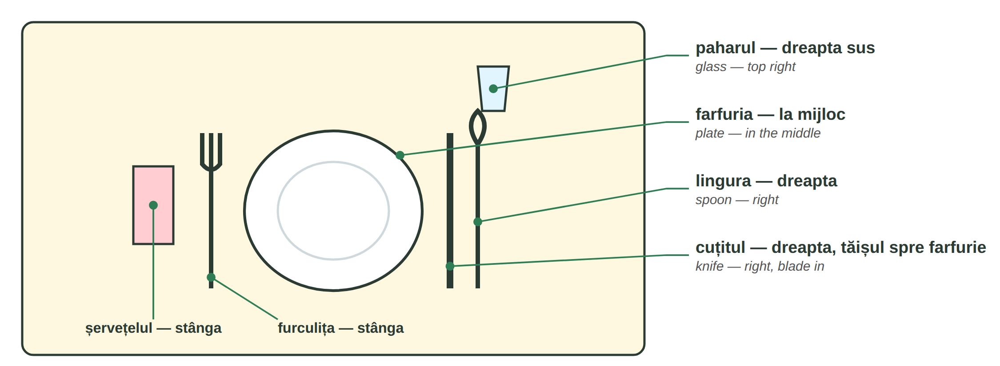 paharul — dreapta sus
glass — top right
farfuria — la mijloc
plate — in the middle
lingura — dreapta
spoon — right
cuțitul — dreapta, tăișul spre farfurie
knife — right, blade in
șervețelul — stânga
furculița — stânga